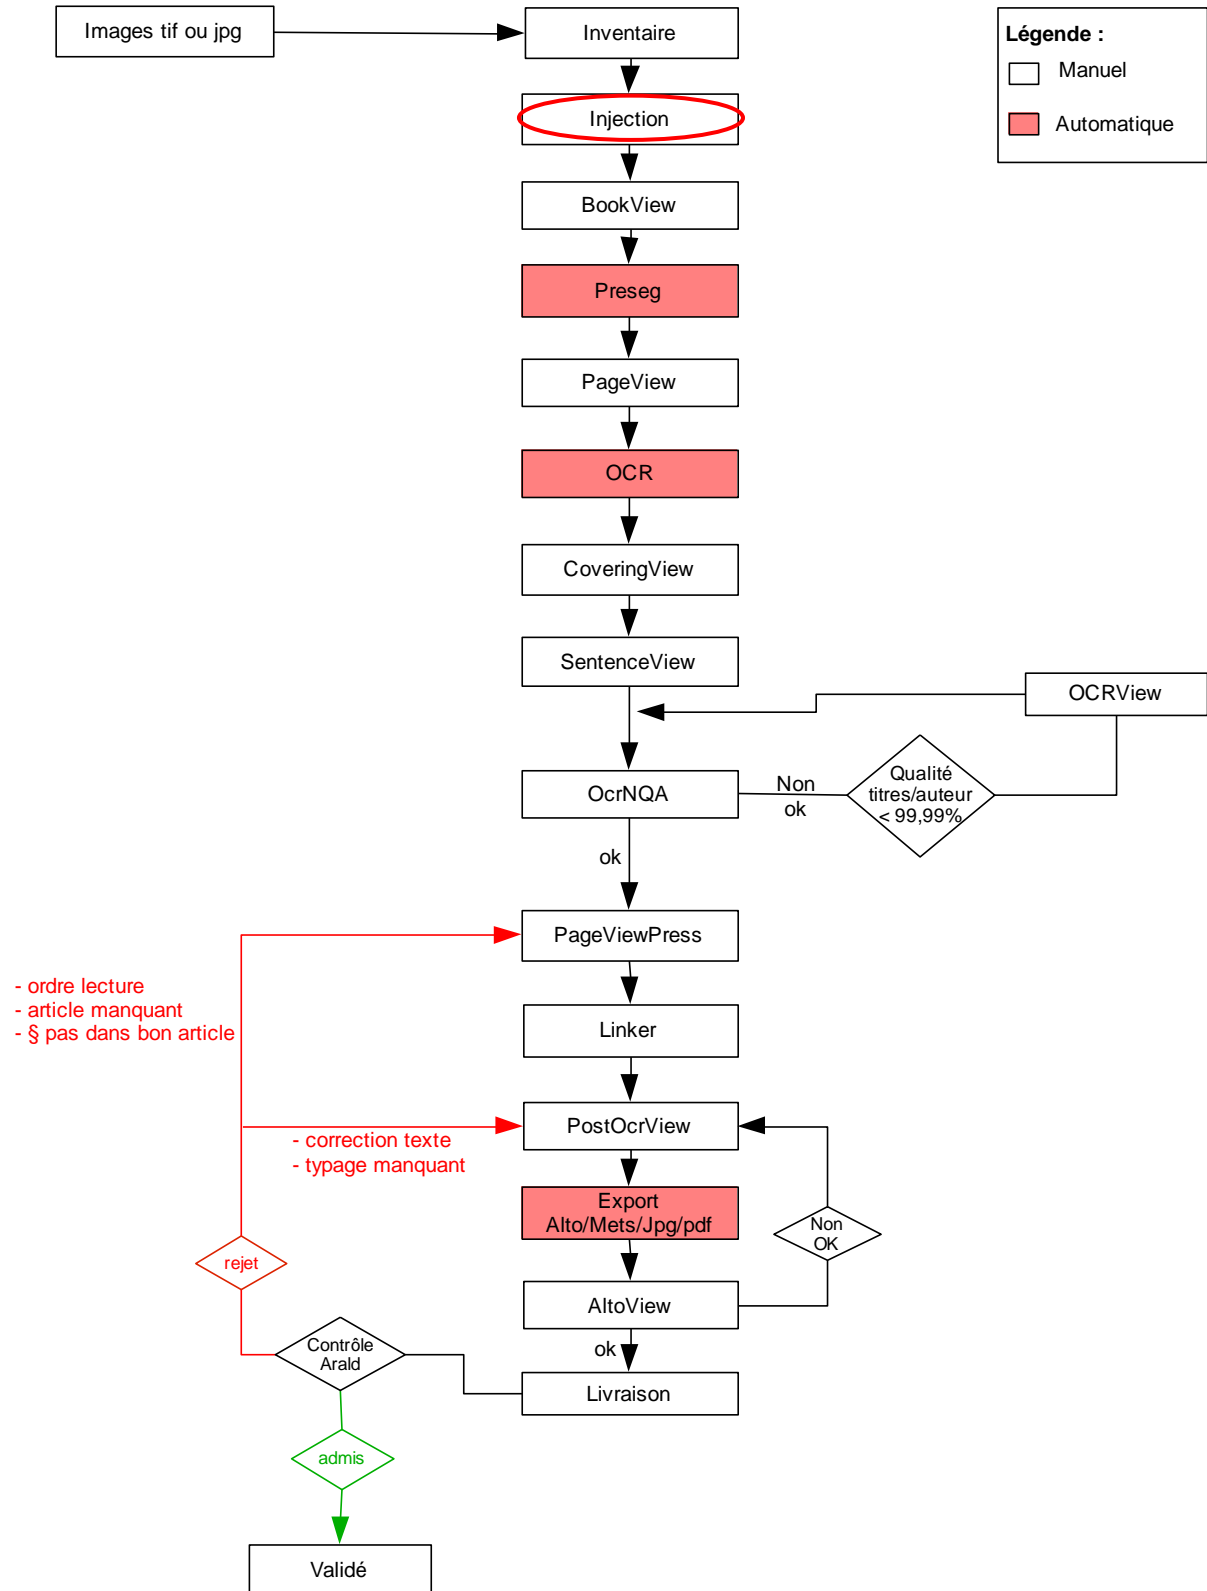 Images tif ou jpg
Inventaire
Légende :
Manuel
Automatique
Injection
BookView
Preseg
PageView
OCR
CoveringView
SentenceView
OCRView
OcrNQA
Non
ok
Qualité
titres/auteur
< 99,99%
ok
PageViewPress
- ordre lecture
- article manquant
- § pas dans bon article
Linker
PostOcrView
- correction texte
- typage manquant
Export
Alto/Mets/Jpg/pdf
Non
OK
rejet
AltoView
ok
Contrôle
Arald
Livraison
admis
Validé